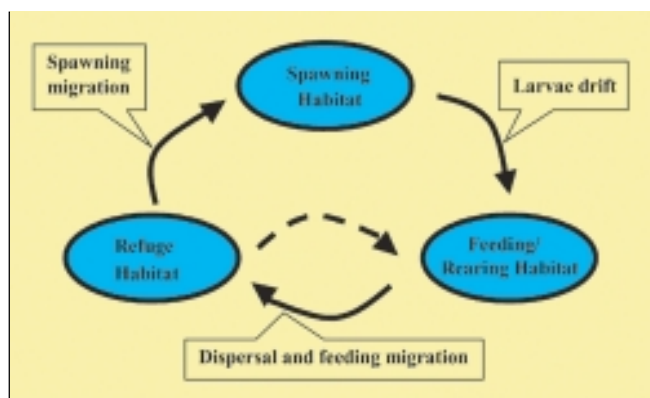 Spawning
migration
Spawning
Habitat
Larvae drift
Refuge
Habitat
Feeding/
Rearing Habitat
Dispersal and feeding migration